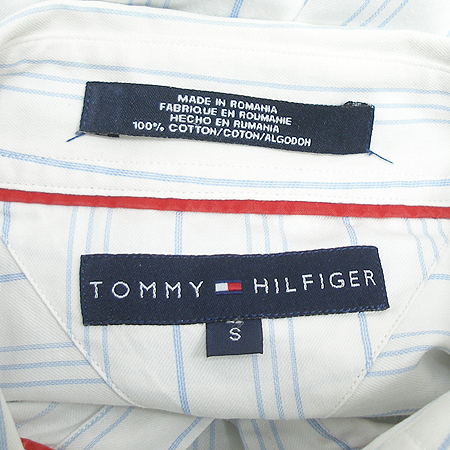 MADE IN ROMANIA
FABRIQUE EN ROUMANIE
HECHO EN RUMANIA
100% COTTON/COTON/ALGODON
TOMMY HILFIGER
S